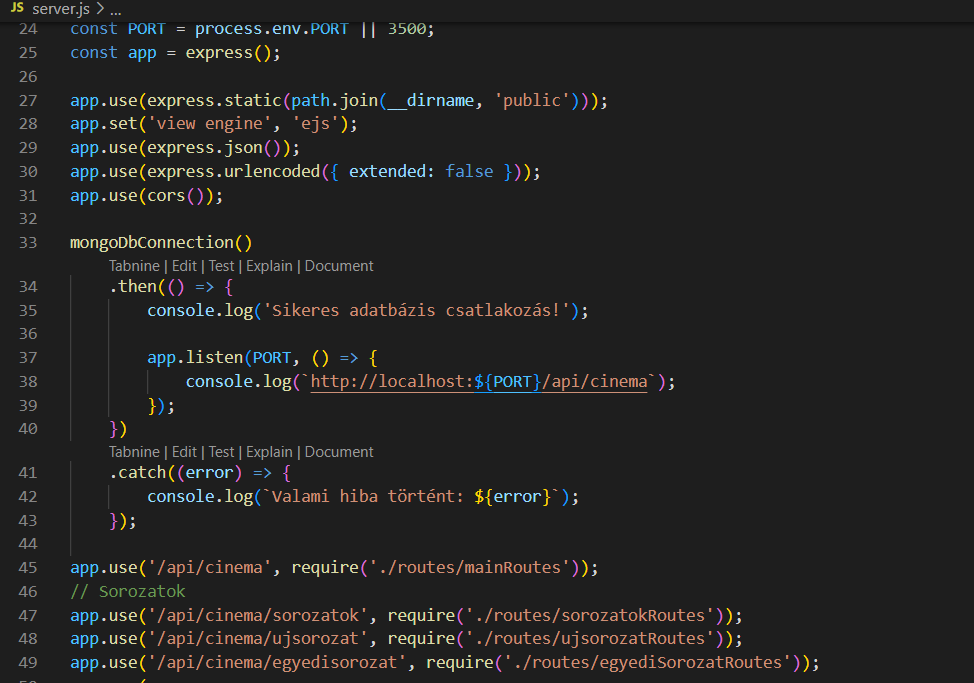 JS server.js > ...
24 const PORT = process.env.PORT || 3500;
25 const app = express();
26
27 app.use(express.static(path.join(__dirname, 'public')));
28 app.set('view engine', 'ejs');
29 app.use(express.json());
30 app.use(express.urlencoded({ extended: false }));
31 app.use(cors());
32
33 mongoDbConnection()
Tabnine | Edit | Test | Explain | Document
34     .then(() => {
35         console.log('Sikeres adatbázis csatlakozás!');
36
37         app.listen(PORT, () => {
38             console.log(`http://localhost:${PORT}/api/cinema`);
39         });
40     })
Tabnine | Edit | Test | Explain | Document
41     .catch((error) => {
42         console.log(`Valami hiba történt: ${error}`);
43     });
44
45 app.use('/api/cinema', require('./routes/mainRoutes'));
46 // Sorozatok
47 app.use('/api/cinema/sorozatok', require('./routes/sorozatokRoutes'));
48 app.use('/api/cinema/ujsorozat', require('./routes/ujsorozatRoutes'));
49 app.use('/api/cinema/egyedisorozat', require('./routes/egyediSorozatRoutes'));